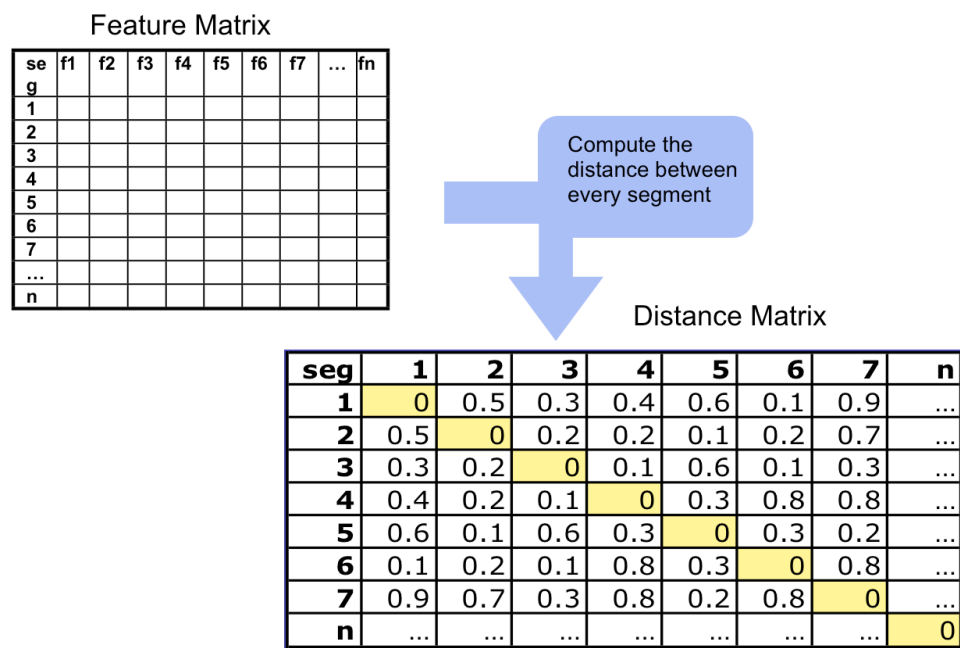 Feature Matrix
se f1 f2 f3 f4 f5 f6 f7 … fn
g
1
2
3
4
5
6
7
…
n
Compute the
distance between
every segment
Distance Matrix
seg 1 2 3 4 5 6 7 n
1 0 0.5 0.3 0.4 0.6 0.1 0.9 ...
2 0.5 0 0.2 0.2 0.1 0.2 0.7 ...
3 0.3 0.2 0 0.1 0.6 0.1 0.3 ...
4 0.4 0.2 0.1 0 0.3 0.8 0.8 ...
5 0.6 0.1 0.6 0.3 0 0.3 0.2 ...
6 0.1 0.2 0.1 0.8 0.3 0 0.8 ...
7 0.9 0.7 0.3 0.8 0.2 0.8 0 ...
n ... ... ... ... ... ... ... 0